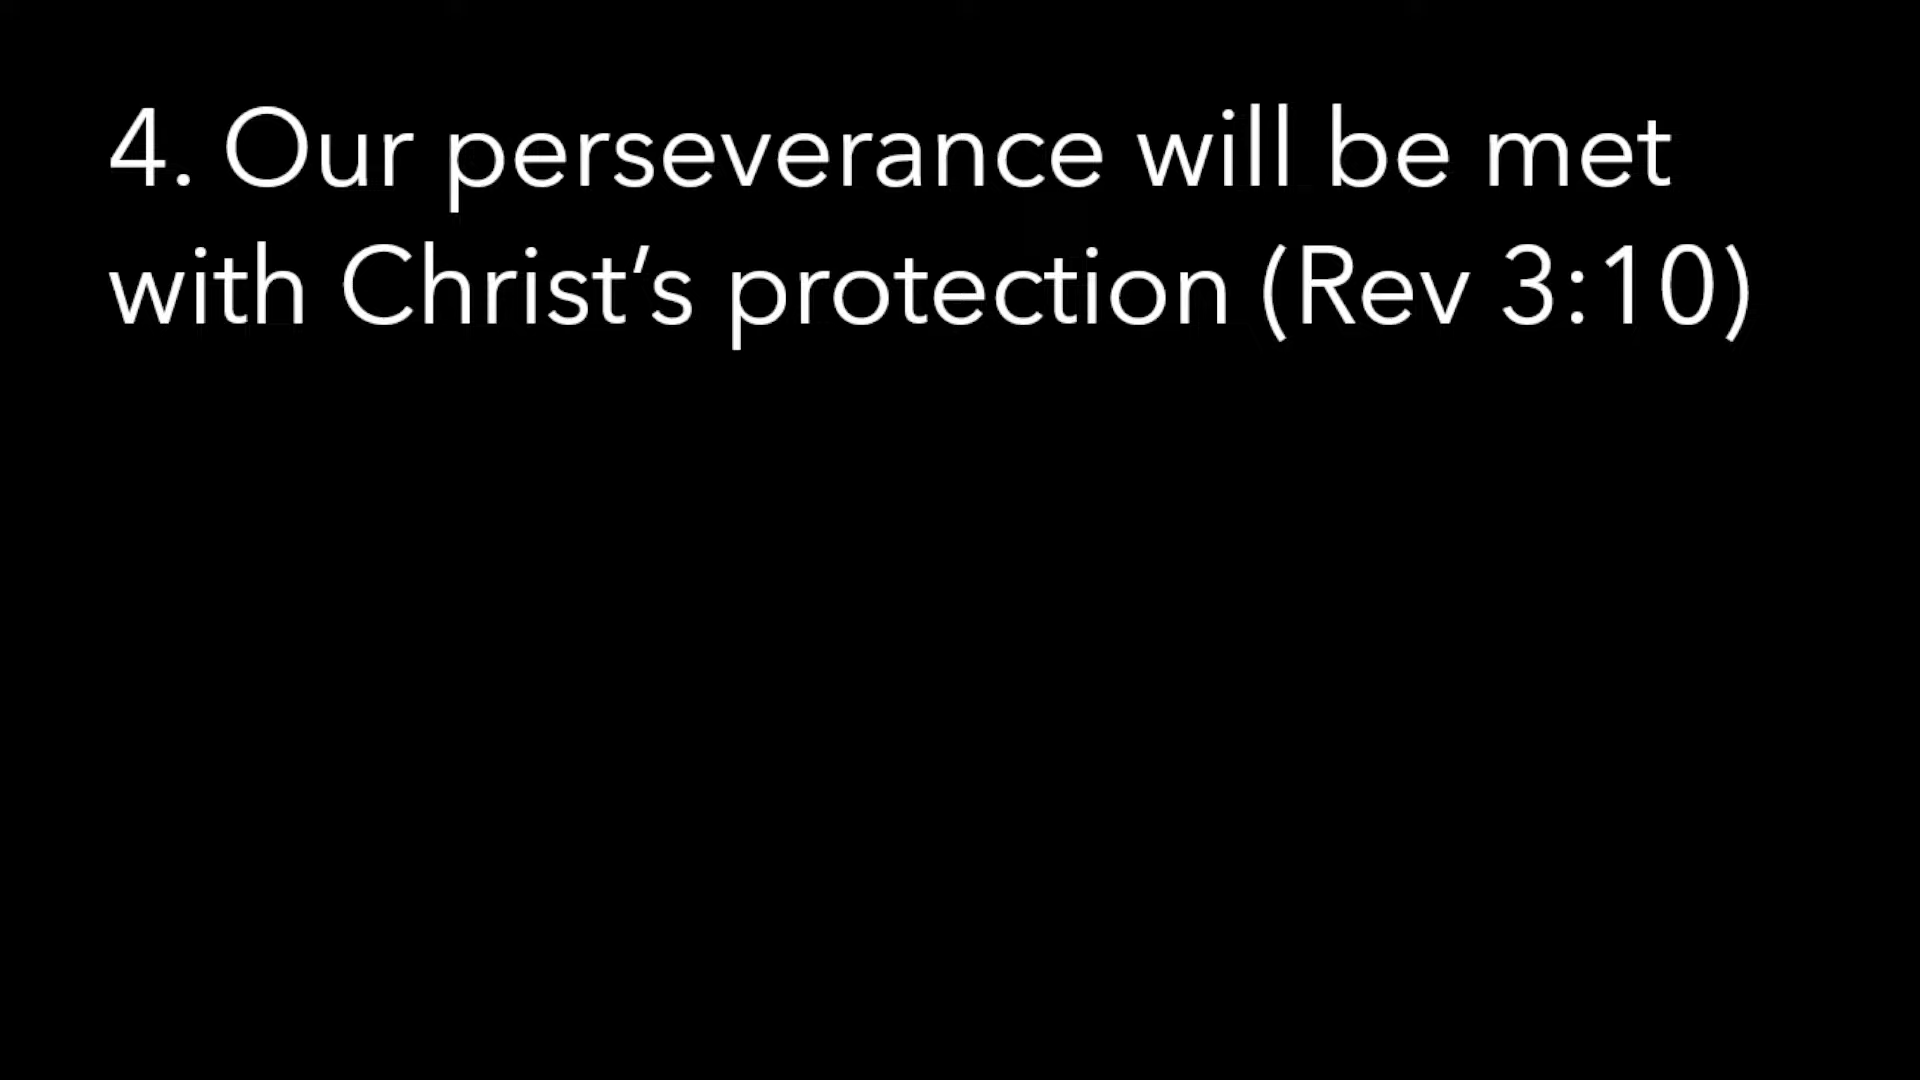 4. Our perseverance will be met
with Christ’s protection (Rev 3:10)